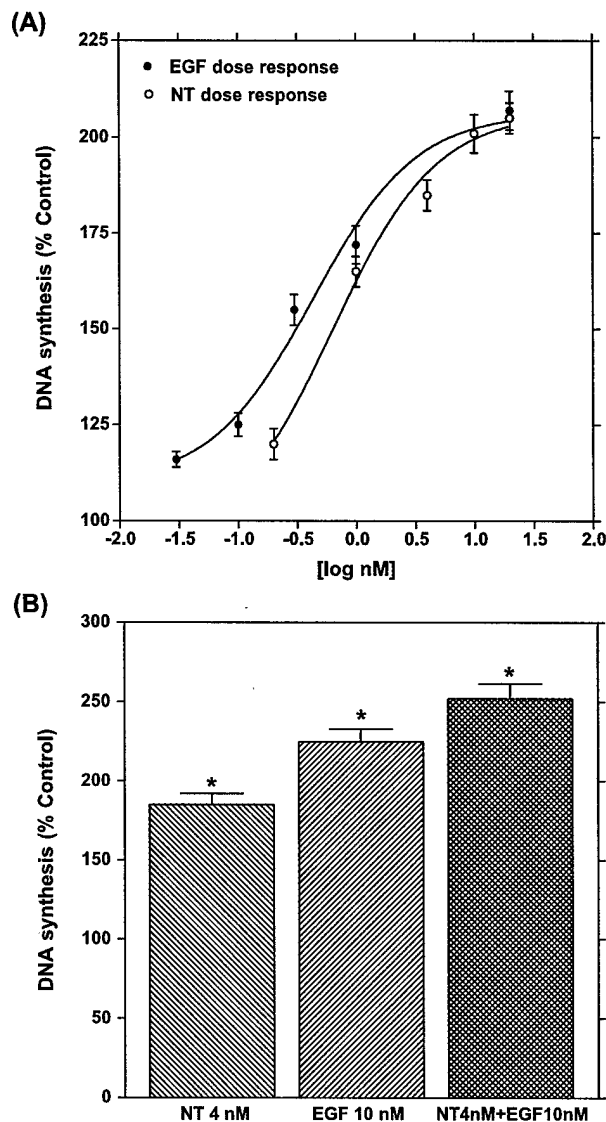 (A)
225
200
175
150
125
100
DNA synthesis (% Control)
EGF dose response
NT dose response
-2.0 -1.5 -1.0 -0.5 0.0 0.5 1.0 1.5 2.0
[log nM]
(B)
300
250
200
150
100
50
0
DNA synthesis (% Control)
*
*
*
NT 4 nM EGF 10 nM NT4nM+EGF10nM